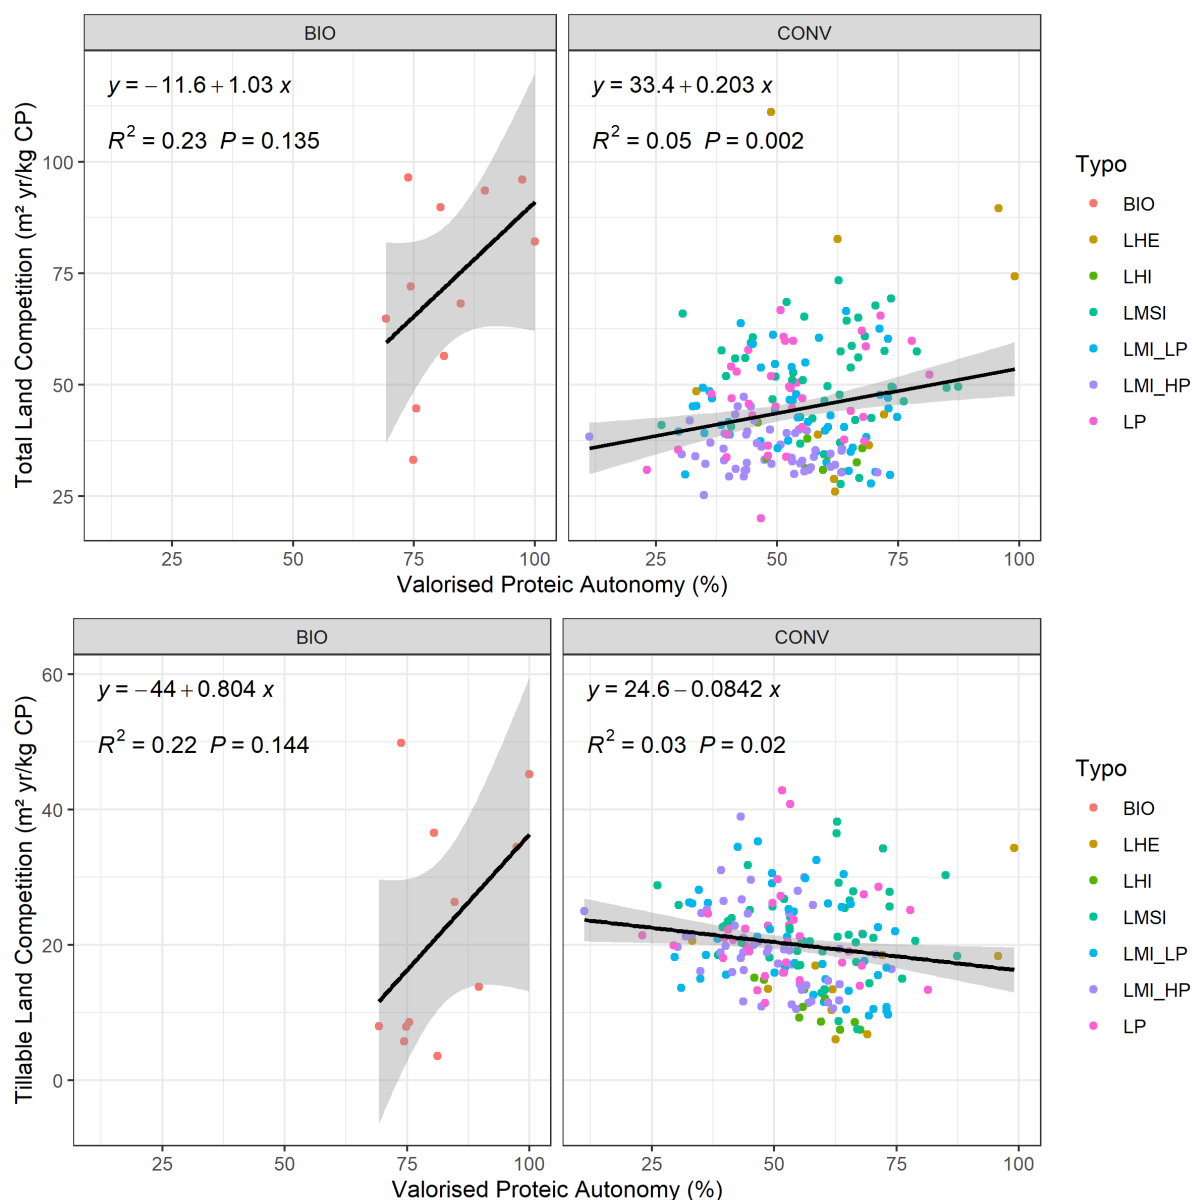 BIO
CONV
y = −11.6 + 1.03 x
R² = 0.23 P = 0.135
y = 33.4 + 0.203 x
R² = 0.05 P = 0.002
Total Land Competition (m² yr/kg CP)
100
75
50
25
25 50 75 100
25 50 75 100
Valorised Proteic Autonomy (%)
Typo
BIO
LHE
LHI
LMSI
LMI_LP
LMI_HP
LP
BIO
CONV
y = −44 + 0.804 x
R² = 0.22 P = 0.144
y = 24.6 − 0.0842 x
R² = 0.03 P = 0.02
Tillable Land Competition (m² yr/kg CP)
60
40
20
0
25 50 75 100
25 50 75 100
Valorised Proteic Autonomy (%)
Typo
BIO
LHE
LHI
LMSI
LMI_LP
LMI_HP
LP